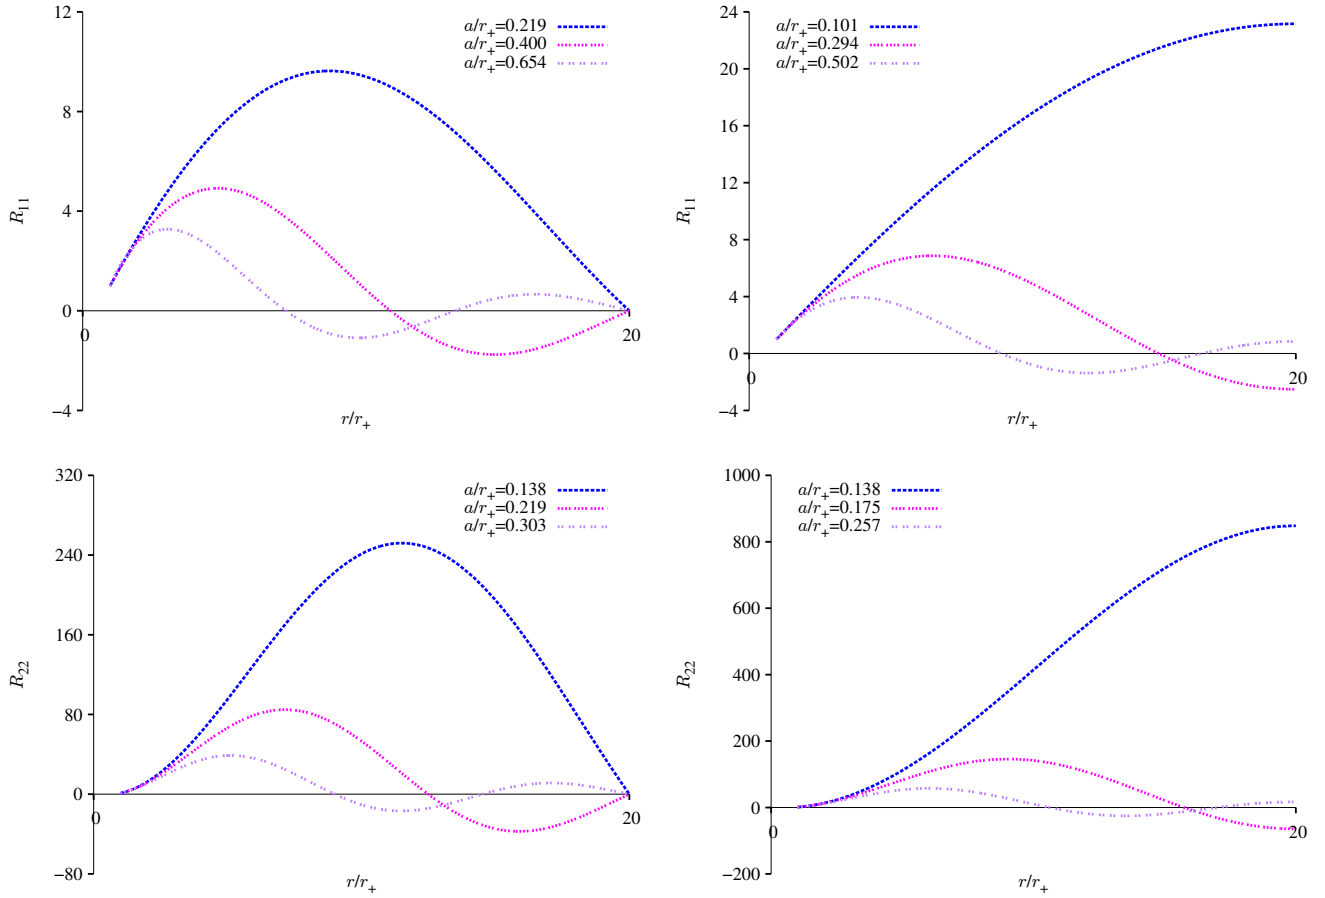 12
8
4
0
−4
R₁₁
a/r₊=0.219
a/r₊=0.400
a/r₊=0.654
0
20
r/r₊
24
20
16
12
8
4
0
−4
R₁₁
a/r₊=0.101
a/r₊=0.294
a/r₊=0.502
0
20
r/r₊
320
240
160
80
0
−80
R₂₂
a/r₊=0.138
a/r₊=0.219
a/r₊=0.303
0
20
r/r₊
1000
800
600
400
200
0
−200
R₂₂
a/r₊=0.138
a/r₊=0.175
a/r₊=0.257
0
20
r/r₊